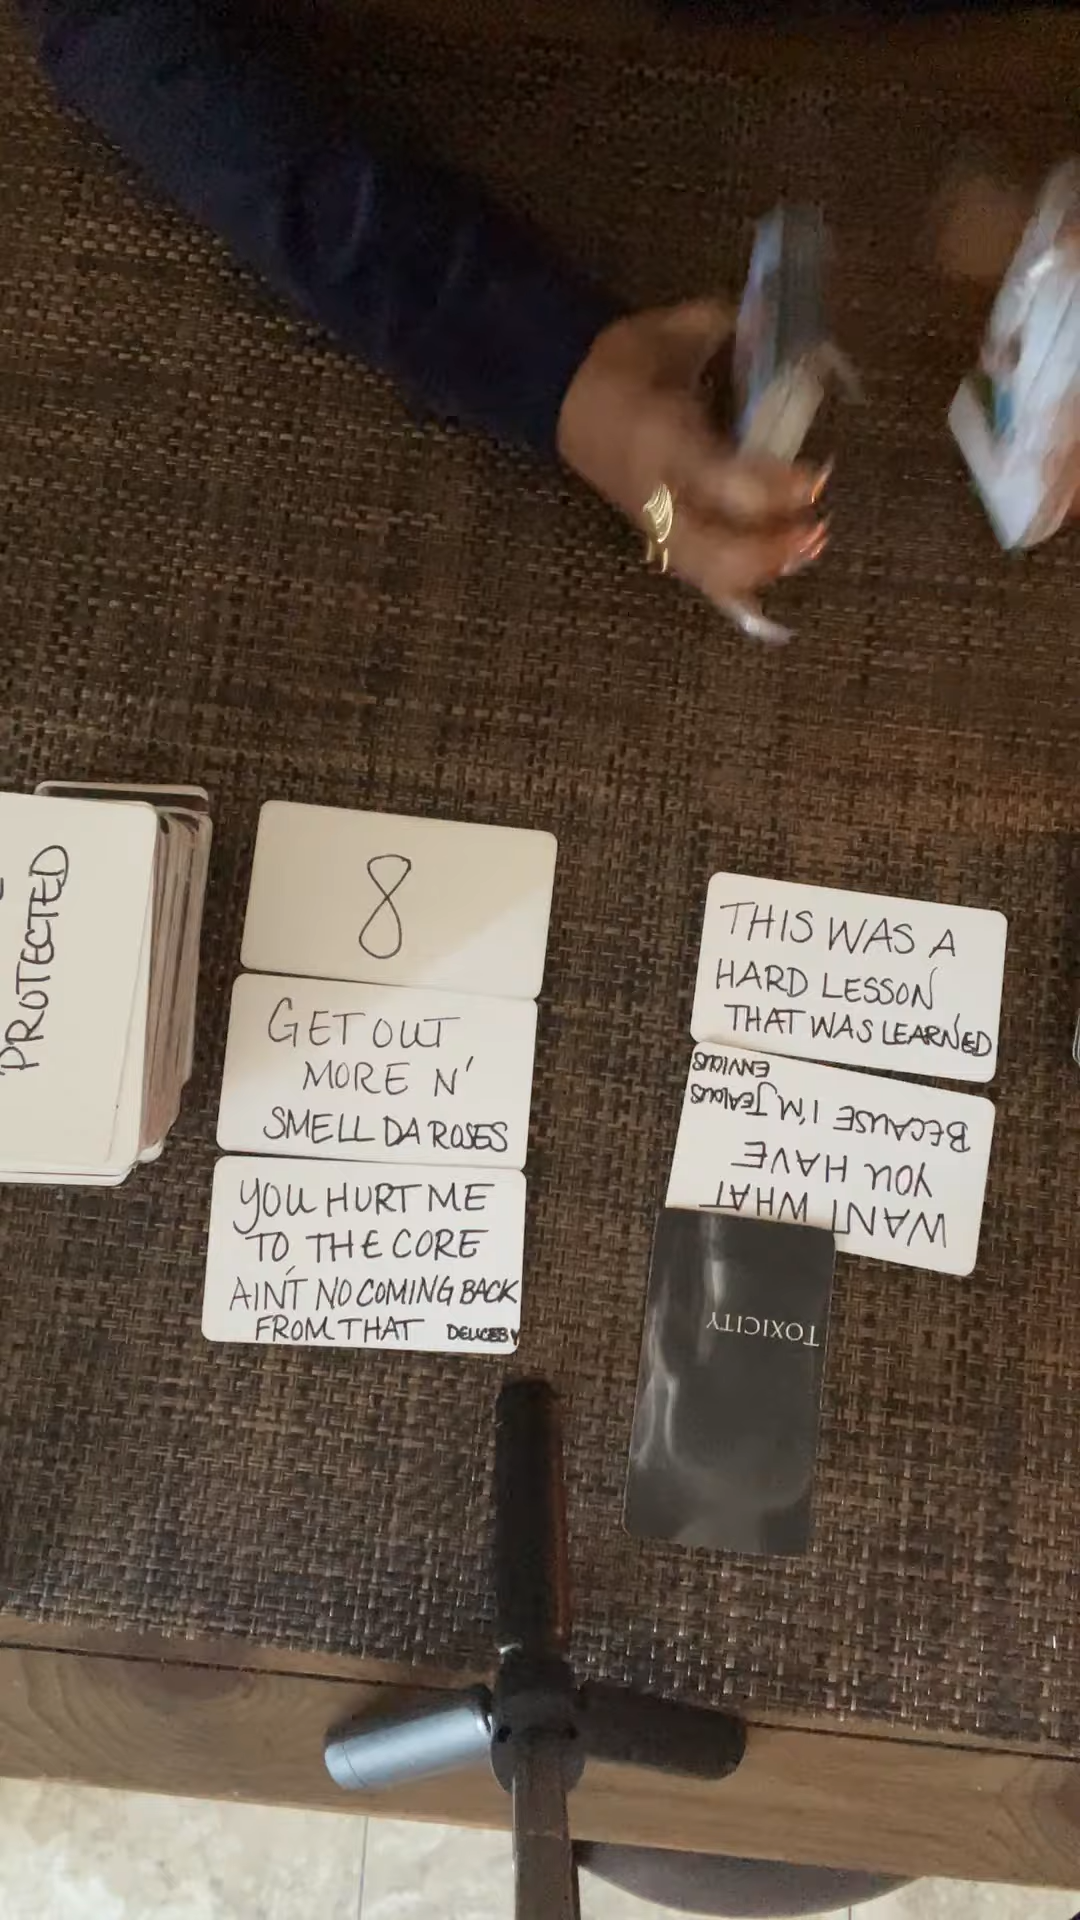 PROTECTED
8
GET OUT
MORE N'
SMELL DA ROSES
YOU HURT ME
TO THE CORE
AIN'T NO COMING BACK
FROM THAT
THIS WAS A
HARD LESSON
THAT WAS LEARNED
WANT WHAT
YOU HAVE
BECAUSE I'M JEALOUS
ENVIOUS
TOXICITY